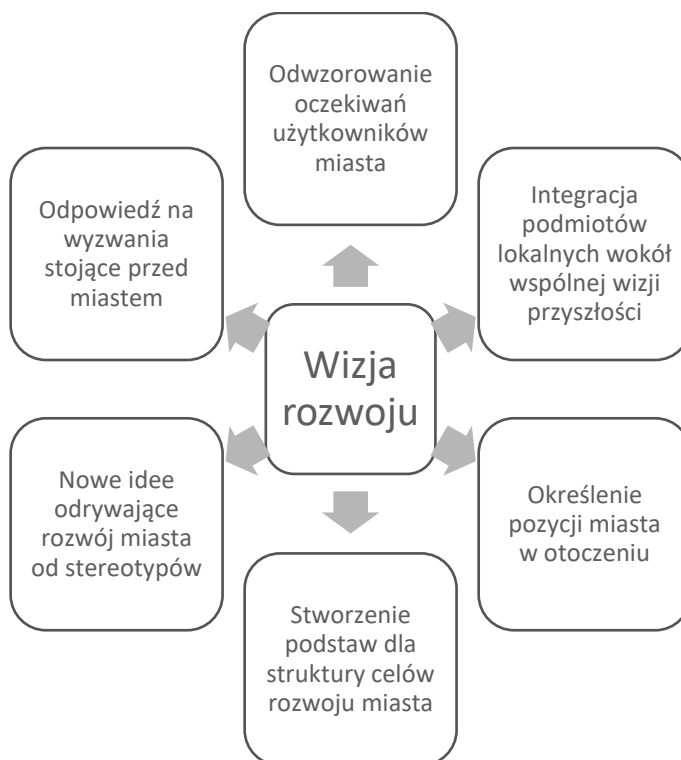 Odwzorowanie
oczekiwań
użytkowników
miasta
Odpowiedź na
wyzwania
stojące przed
miastem
Integracja
podmiotów
lokalnych wokół
wspólnej wizji
przyszłości
Wizja
rozwoju
Nowe idee
odrywające
rozwój miasta
od stereotypów
Określenie
pozycji miasta
w otoczeniu
Stworzenie
podstaw dla
struktury celów
rozwoju miasta